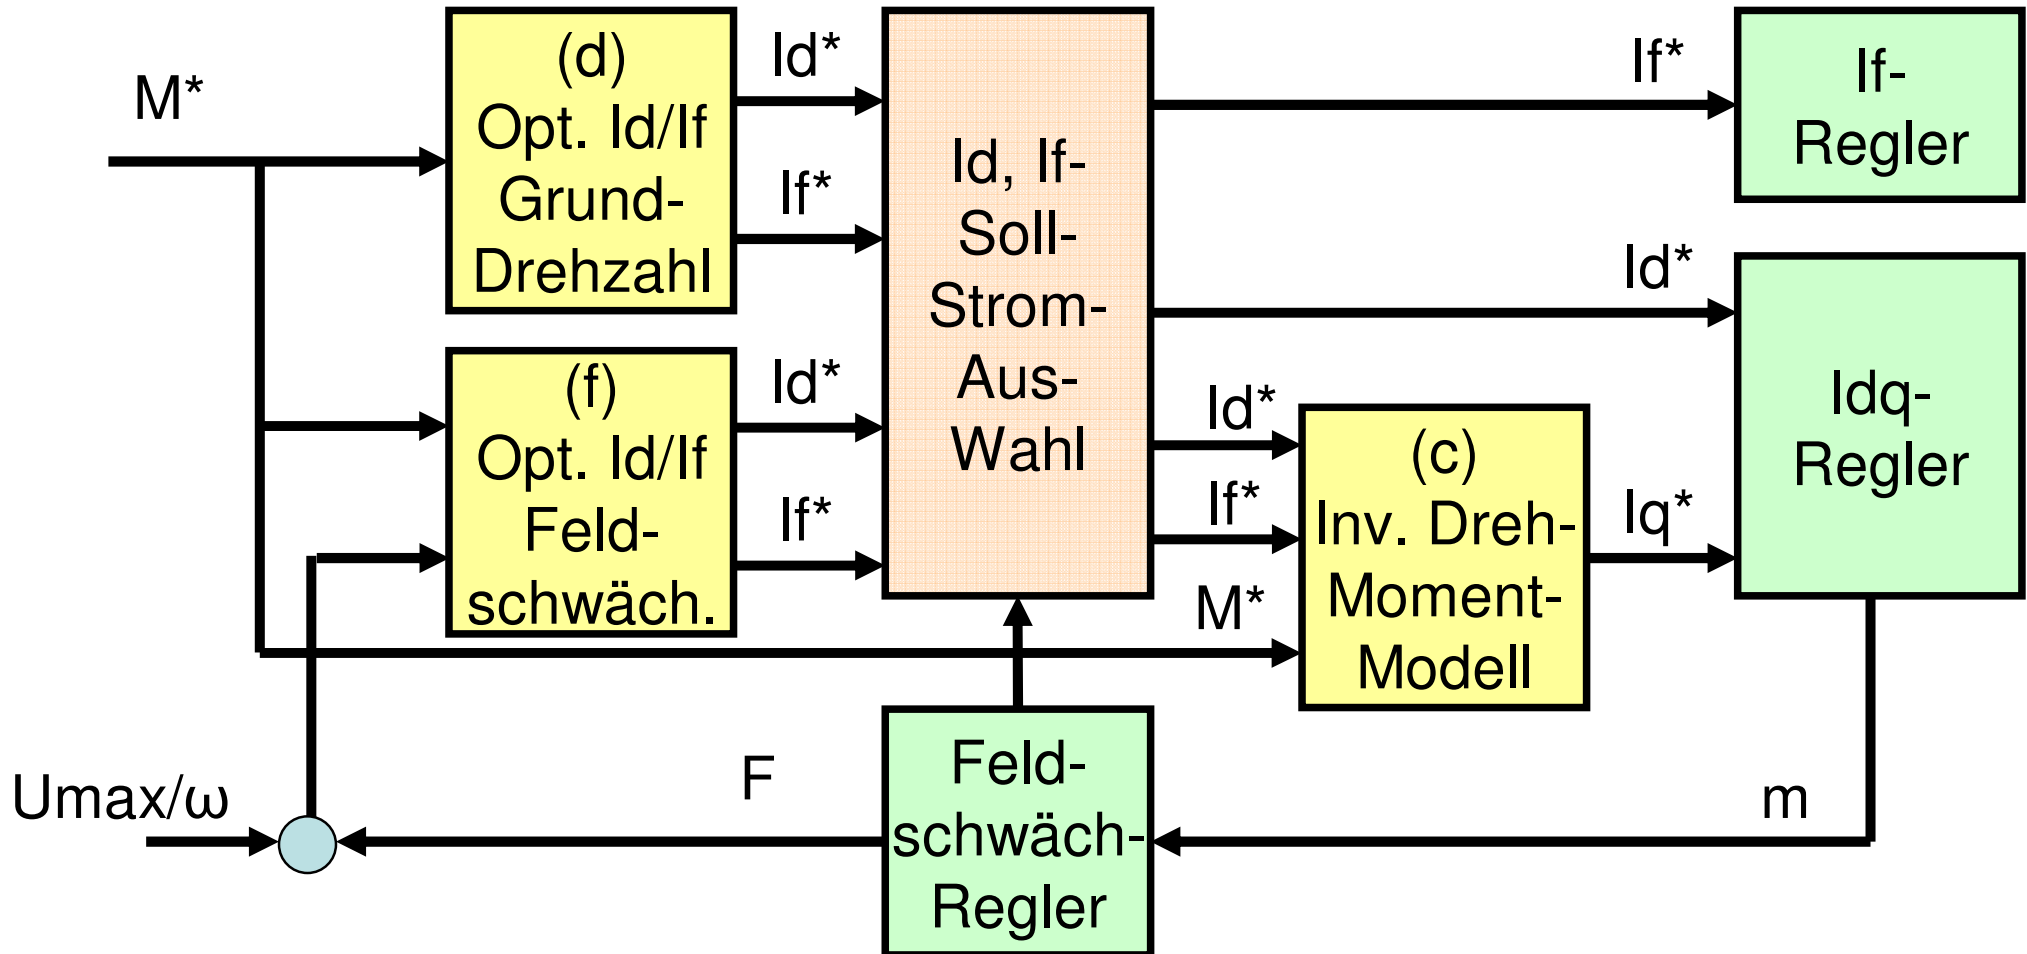 M*
(d)
Opt. Id/If
Grund-
Drehzahl
Id*
If*
(f)
Opt. Id/If
Feld-
schwäch.
Id*
If*
Id, If-
Soll-
Strom-
Aus-
Wahl
If*
If-
Regler
Id*
Idq-
Regler
Id*
If*
M*
(c)
Inv. Dreh-
Moment-
Modell
Iq*
Umax/ω
F
Feld-
schwäch-
Regler
m